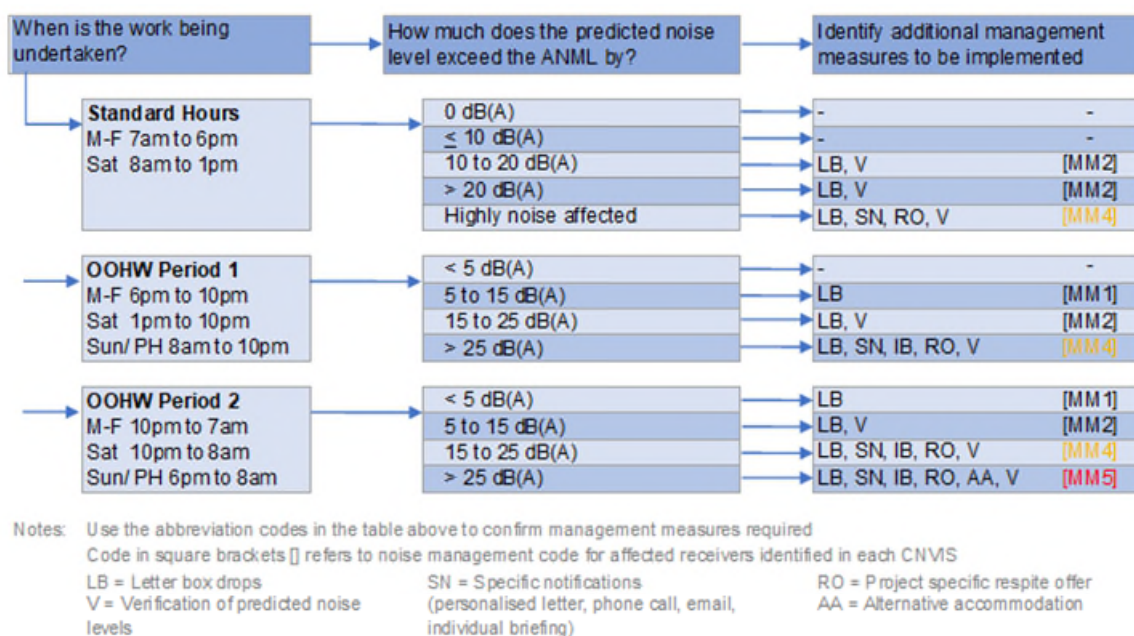 When is the work being
undertaken?
How much does the predicted noise
level exceed the ANML by?
Identify additional management
measures to be implemented
Standard Hours
M-F 7am to 6pm
Sat 8am to 1pm
0 dB(A)
- -
≤ 10 dB(A)
- -
10 to 20 dB(A)
LB, V [MM2]
> 20 dB(A)
LB, V [MM2]
Highly noise affected
LB, SN, RO, V [MM4]
OOHW Period 1
M-F 6pm to 10pm
Sat 1pm to 10pm
Sun/ PH 8am to 10pm
< 5 dB(A)
- -
5 to 15 dB(A)
LB [MM1]
15 to 25 dB(A)
LB, V [MM2]
> 25 dB(A)
LB, SN, IB, RO, V [MM4]
OOHW Period 2
M-F 10pm to 7am
Sat 10pm to 8am
Sun/ PH 6pm to 8am
< 5 dB(A)
LB [MM1]
5 to 15 dB(A)
LB, V [MM2]
15 to 25 dB(A)
LB, SN, IB, RO, V [MM4]
> 25 dB(A)
LB, SN, IB, RO, AA, V [MM5]
Notes: Use the abbreviation codes in the table above to confirm management measures required
Code in square brackets [] refers to noise management code for affected receivers identified in each CNVIS
LB = Letter box drops
V = Verification of predicted noise
levels
SN = Specific notifications
(personalised letter, phone call, email,
individual briefing)
RO = Project specific respite offer
AA = Alternative accommodation